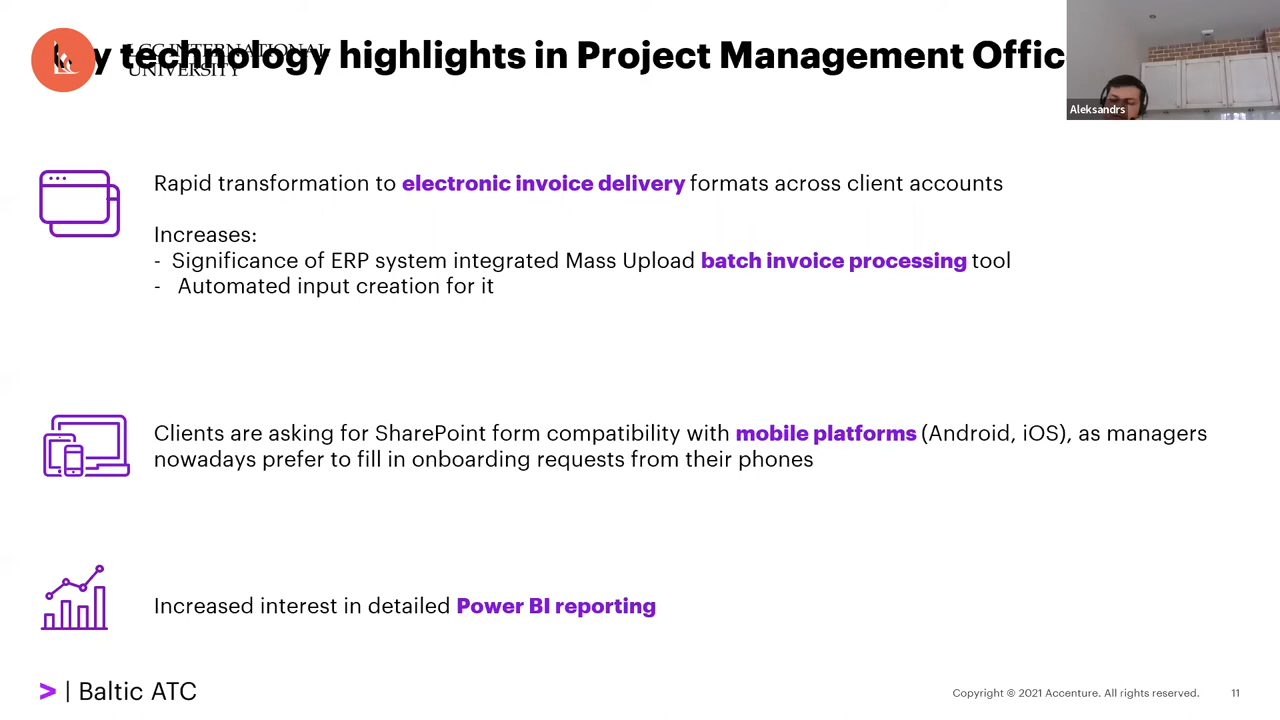 LCC INTERNATIONAL
UNIVERSITY
technology highlights in Project Management
Aleksandrs
Rapid transformation to electronic invoice delivery formats across client accounts
Increases:
- Significance of ERP system integrated Mass Upload batch invoice processing tool
- Automated input creation for it
Clients are asking for SharePoint form compatibility with mobile platforms (Android, iOS), as managers
nowadays prefer to fill in onboarding requests from their phones
Increased interest in detailed Power BI reporting
> | Baltic ATC
Copyright © 2021 Accenture. All rights reserved.
11